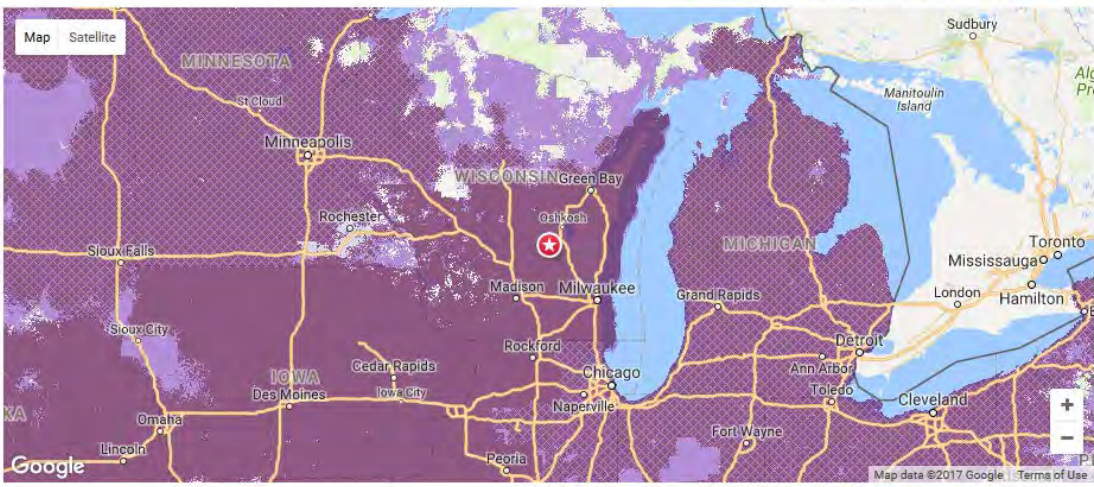 Map Satellite
Sudbury
MINNESOTA
Manitoulin
Island
St Cloud
Minneapolis
WISCONSIN
Green Bay
Rochester
Oshkosh
Sioux Falls
MICHIGAN
Toronto
Mississauga
Madison
Milwaukee
Grand Rapids
London
Hamilton
Sioux City
Rockford
Detroit
Cedar Rapids
Chicago
Ann Arbor
IOWA
Des Moines
Iowa City
Toledo
Naperville
Cleveland
+
Omaha
Fort Wayne
−
Lincoln
Peoria
Google
Map data ©2017 Google Terms of Use